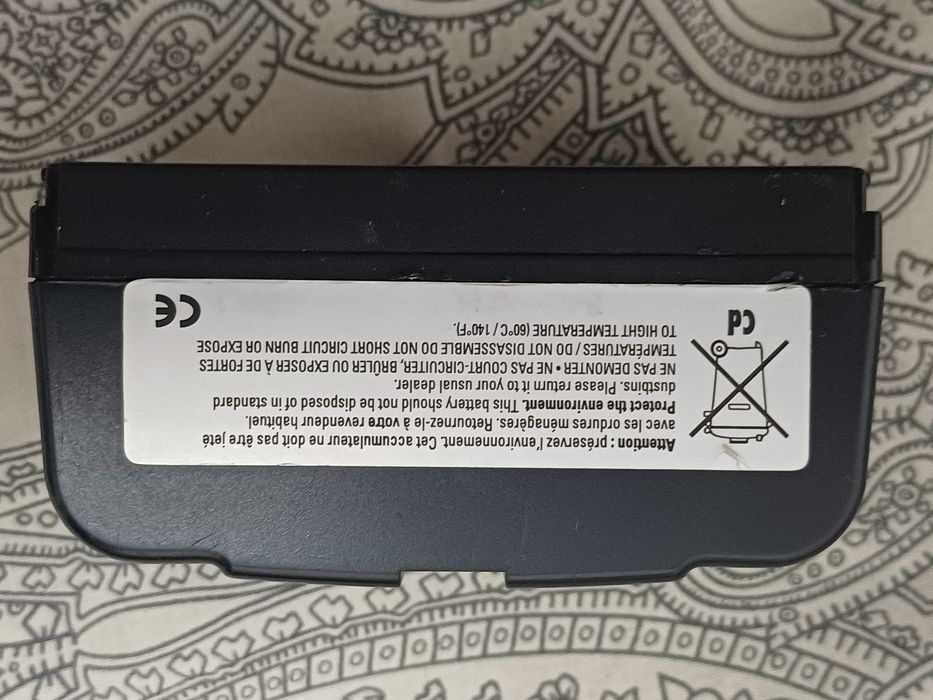 Attention : préservez l'environnement. Cet accumulateur ne doit pas être jeté
avec les ordures ménagères. Retournez-le à votre revendeur habituel.
Protect the environment. This battery should not be disposed of in standard
dustbins. Please return it to your usual dealer.
NE PAS DEMONTER • NE PAS COURT-CIRCUITER, BRÛLER OU EXPOSER À DE FORTES
TEMPÉRATURES / DO NOT DISASSEMBLE DO NOT SHORT CIRCUIT BURN OR EXPOSE
TO HIGHT TEMPERATURE (60°C / 140°F).
Cd
CE